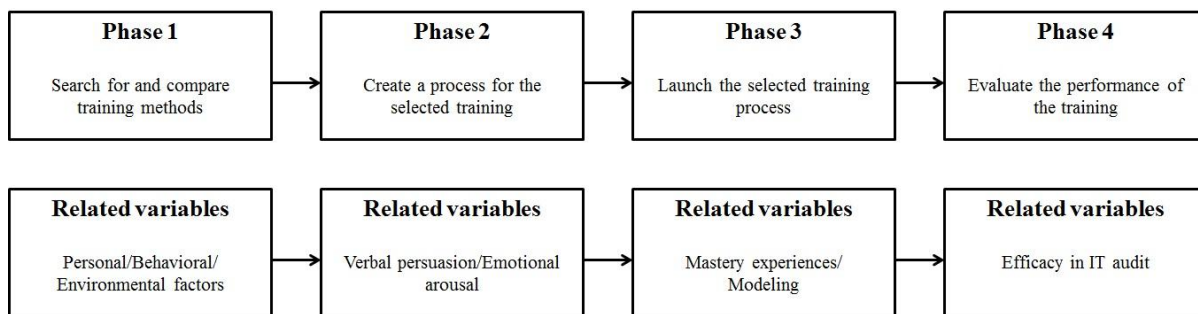 Phase 1
Search for and compare
training methods
Phase 2
Create a process for the
selected training
Phase 3
Launch the selected training
process
Phase 4
Evaluate the performance of
the training
Related variables
Personal/Behavioral/
Environmental factors
Related variables
Verbal persuasion/Emotional
arousal
Related variables
Mastery experiences/
Modeling
Related variables
Efficacy in IT audit